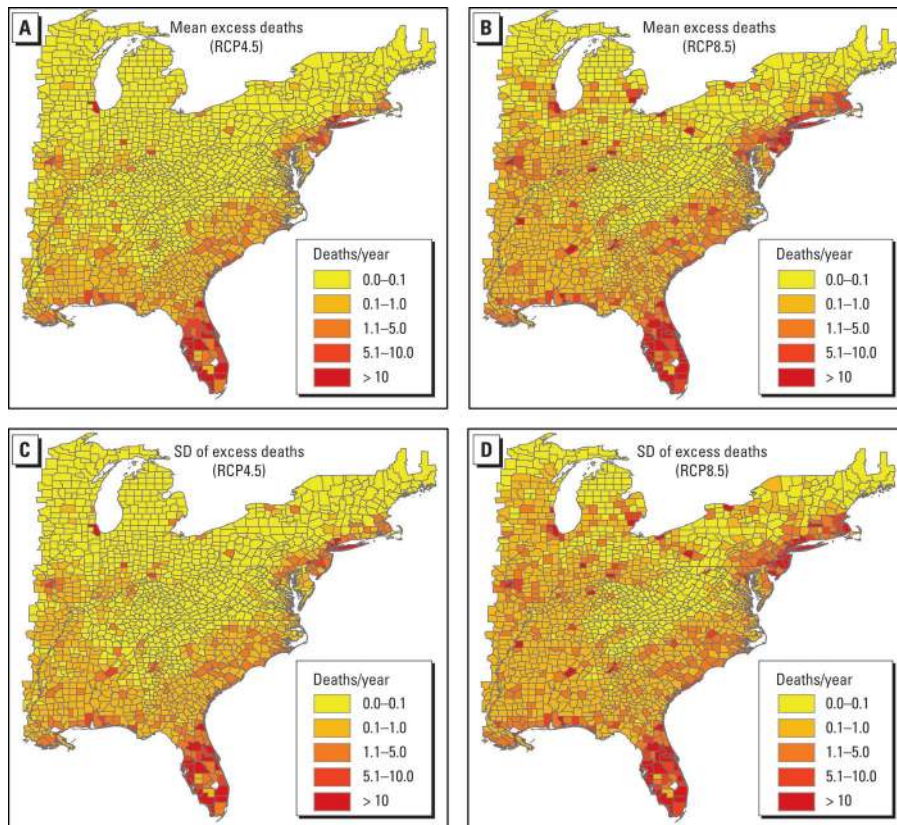 A
Mean excess deaths
(RCP4.5)
Deaths/year
0.0–0.1
0.1–1.0
1.1–5.0
5.1–10.0
> 10
B
Mean excess deaths
(RCP8.5)
Deaths/year
0.0–0.1
0.1–1.0
1.1–5.0
5.1–10.0
> 10
C
SD of excess deaths
(RCP4.5)
Deaths/year
0.0–0.1
0.1–1.0
1.1–5.0
5.1–10.0
> 10
D
SD of excess deaths
(RCP8.5)
Deaths/year
0.0–0.1
0.1–1.0
1.1–5.0
5.1–10.0
> 10